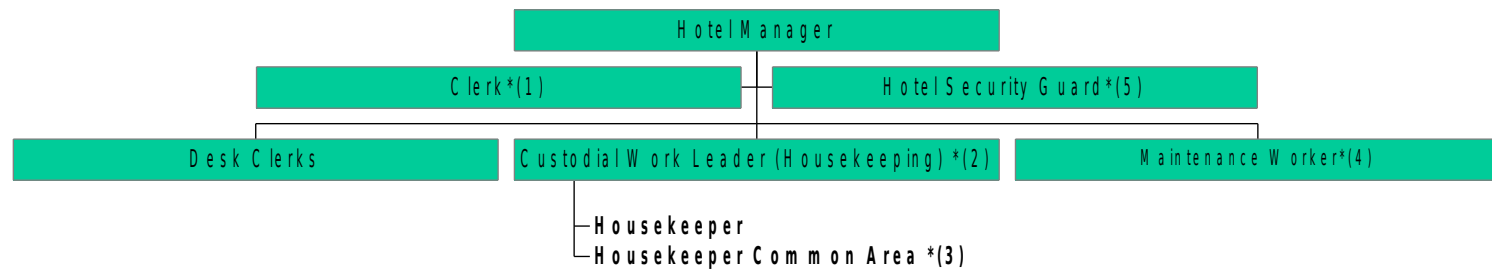 Hotel Manager
Clerk*(1)
Hotel Security Guard*(5)
Desk Clerks
Custodial Work Leader (Housekeeping) *(2)
Maintenance Worker*(4)
Housekeeper
Housekeeper Common Area *(3)